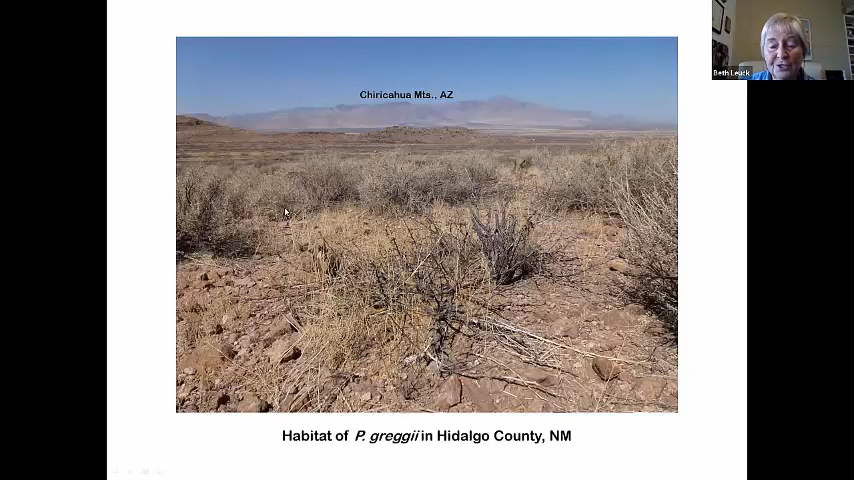 Chiricahua Mts., AZ
Beth Leuck
Habitat of P. greggii in Hidalgo County, NM